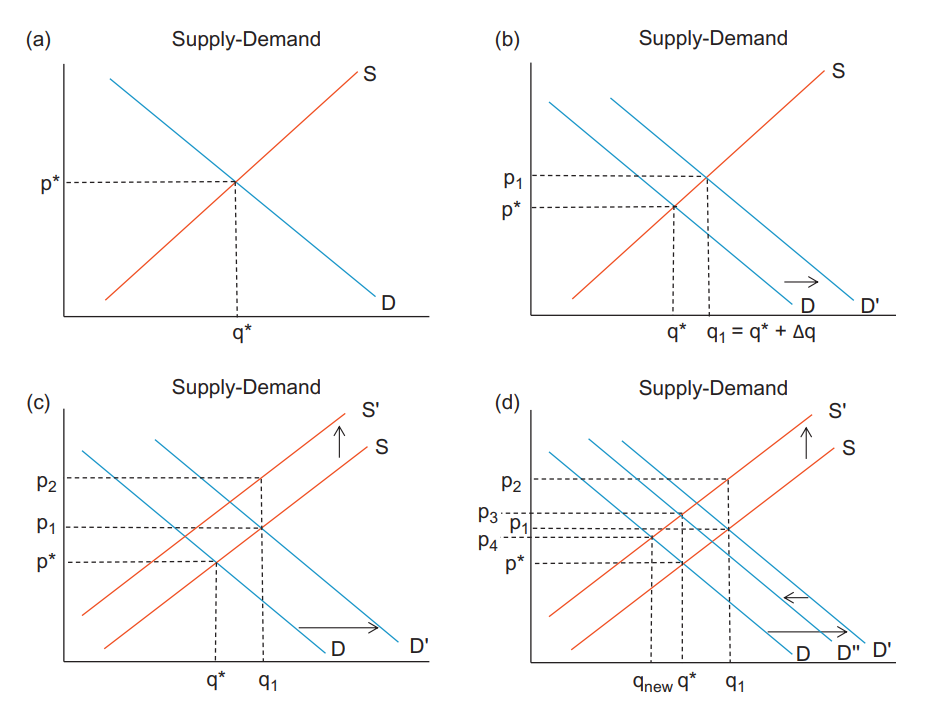 (a)
Supply-Demand
S
p*
D
q*
(b)
Supply-Demand
S
p₁
p*
D
D'
q*
q₁ = q* + Δq
(c)
Supply-Demand
S'
S
p₂
p₁
p*
D
D'
q*
q₁
(d)
Supply-Demand
S'
S
p₂
p₃
p₁
p₄
p*
D
D''
D'
qnew
q*
q₁